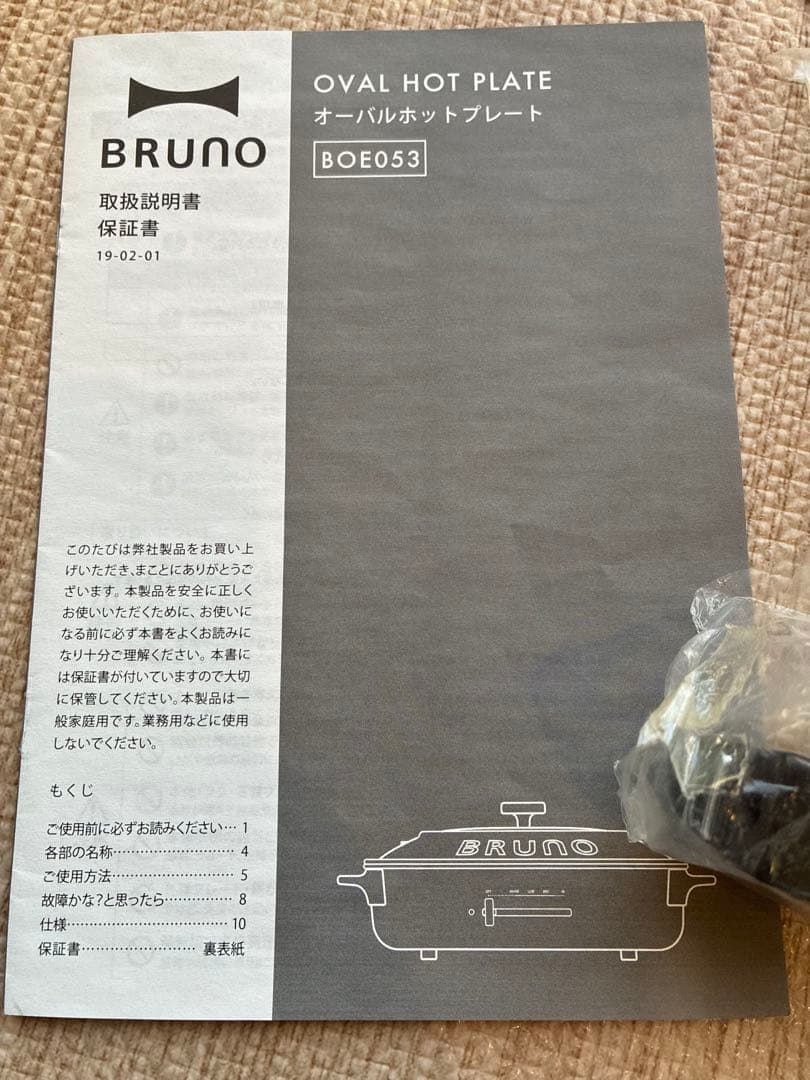 BRUNO
取扱説明書
保証書
19-02-01
OVAL HOT PLATE
オーバルホットプレート
BOE053
このたびは弊社製品をお買い上
げいただき、まことにありがとうご
ざいます。本製品を安全に正しく
お使いいただくために、お使いに
なる前に必ず本書をよくお読みに
なり十分ご理解ください。本書に
は保証書が付いていますので大切
に保管してください。本製品は一
般家庭用です。業務用などに使用
しないでください。
もくじ
ご使用前に必ずお読みください… 1
各部の名称…………………… 4
ご使用方法…………………… 5
故障かな？と思ったら………… 8
仕様………………………… 10
保証書………………… 裏表紙
BRUNO